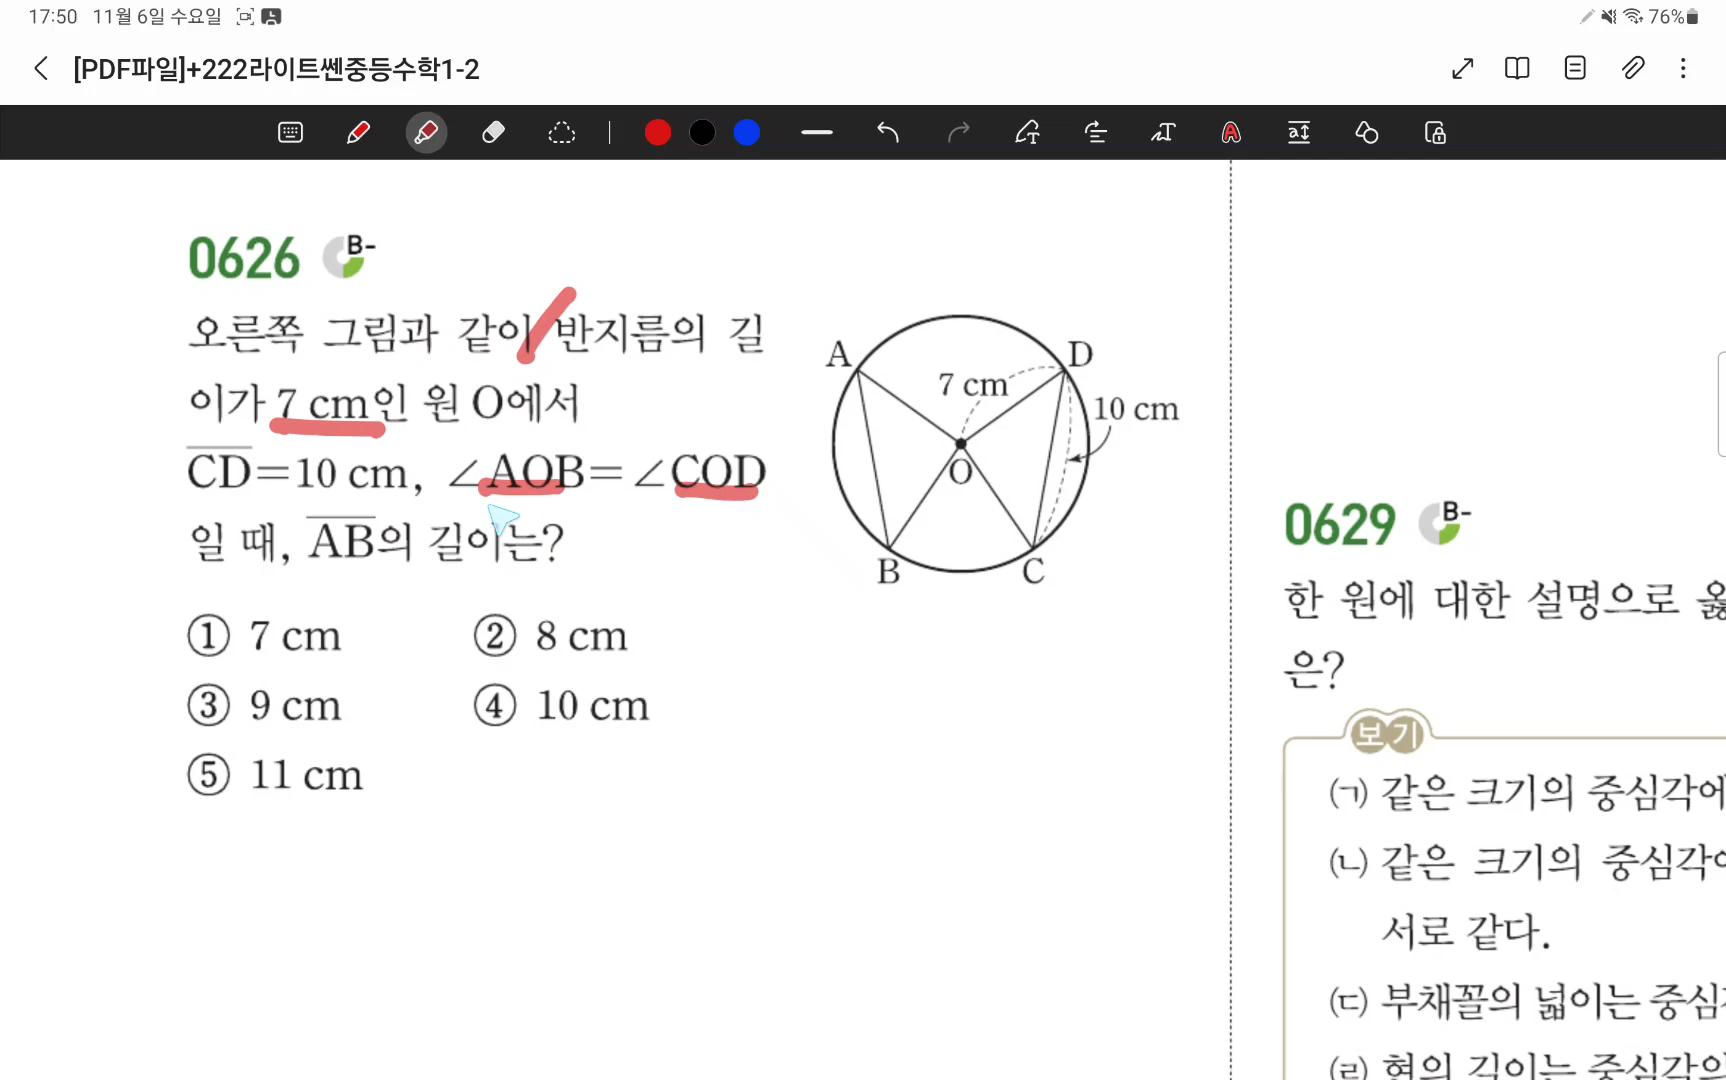 17:50 11월 6일 수요일
76%
[PDF파일]+222라이트쎈중등수학1-2
0626 B-
오른쪽 그림과 같이 반지름의 길
이가 7 cm인 원 O에서
CD=10 cm, ∠AOB=∠COD
일 때, AB의 길이는?
① 7 cm ② 8 cm
③ 9 cm ④ 10 cm
⑤ 11 cm
A
D
7 cm
10 cm
O
B
C
0629 B-
한 원에 대한 설명으로
은?
보기
(ㄱ) 같은 크기의 중심각에
(ㄴ) 같은 크기의 중심각
서로 같다.
(ㄷ) 부채꼴의 넓이는
(ㄹ) 현의 길이는